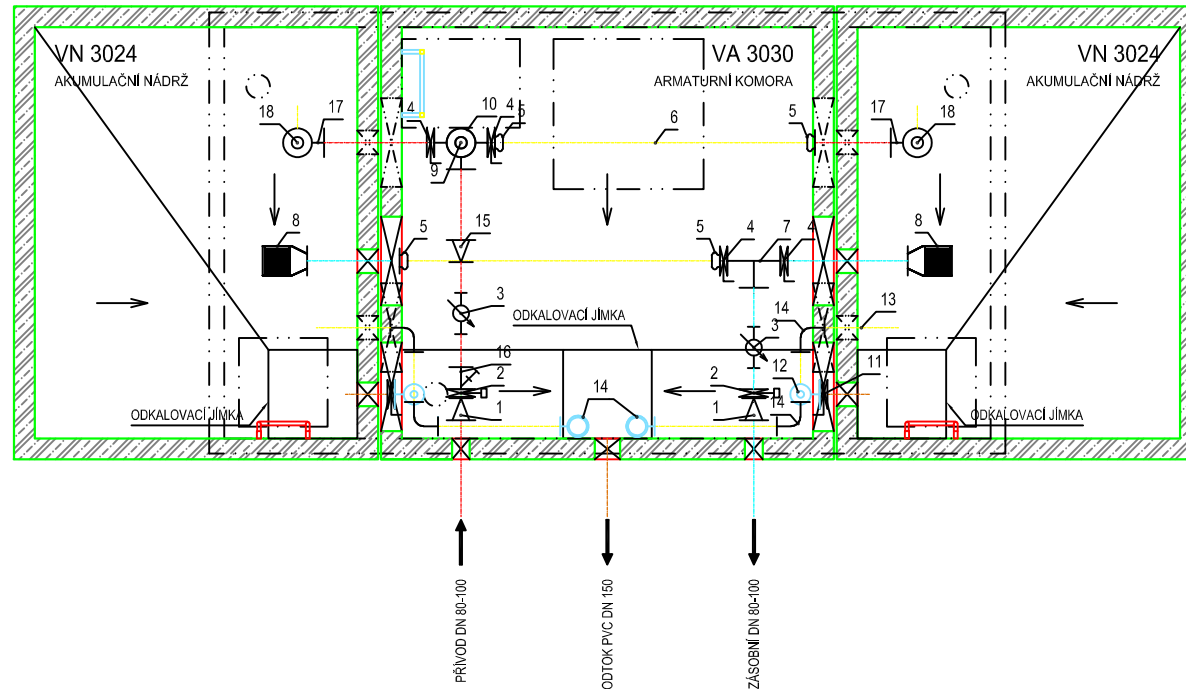 VN 3024
AKUMULAČNÍ NÁDRŽ
VA 3030
ARMATURNÍ KOMORA
VN 3024
AKUMULAČNÍ NÁDRŽ
18
17
4
10
4
5
6
5
17
18
9
8
5
15
5
4
7
4
8
3
ODKALOVACÍ JÍMKA
14
3
13
16
2
2
12
11
ODKALOVACÍ JÍMKA
1
14
1
14
ODKALOVACÍ JÍMKA
PŘÍVOD DN 80-100
ODTOK PVC DN 150
ZÁSOBNÍ DN 80-100